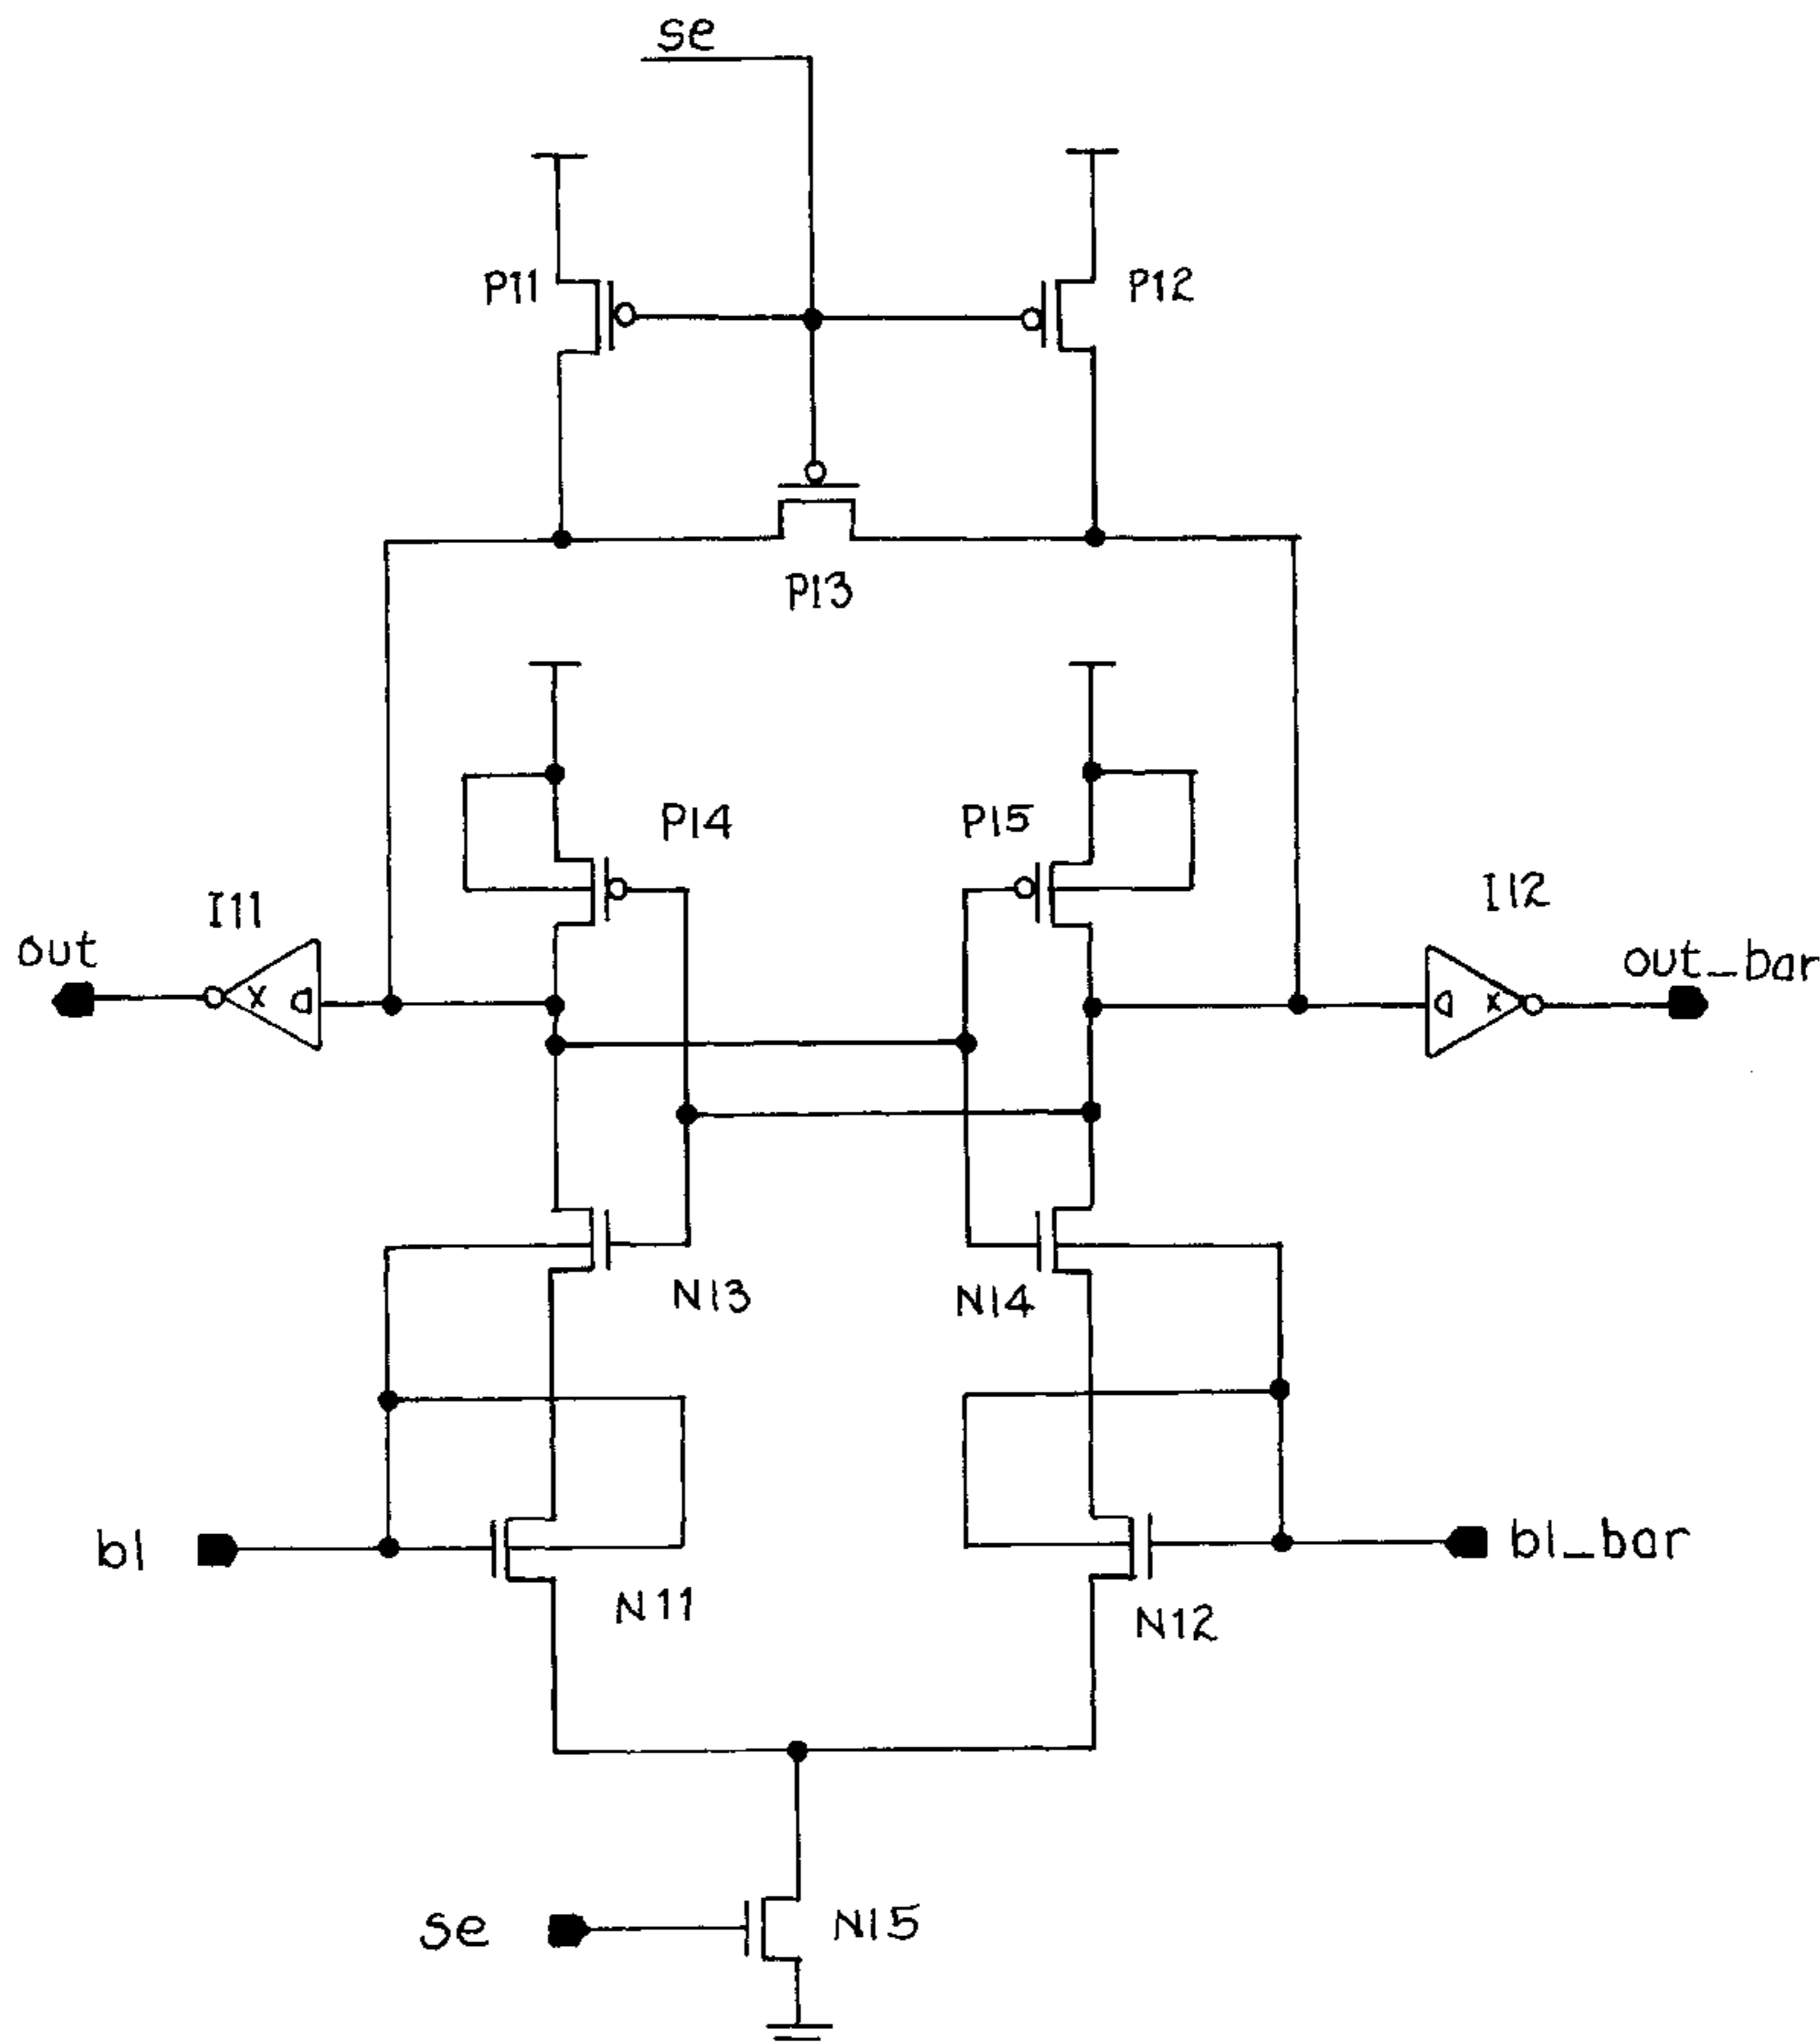 se
P11
P12
P13
P14
P15
I11
I12
out
out_bar
x
D
D
x
N13
N14
bl
bl_bar
N11
N12
se
N15